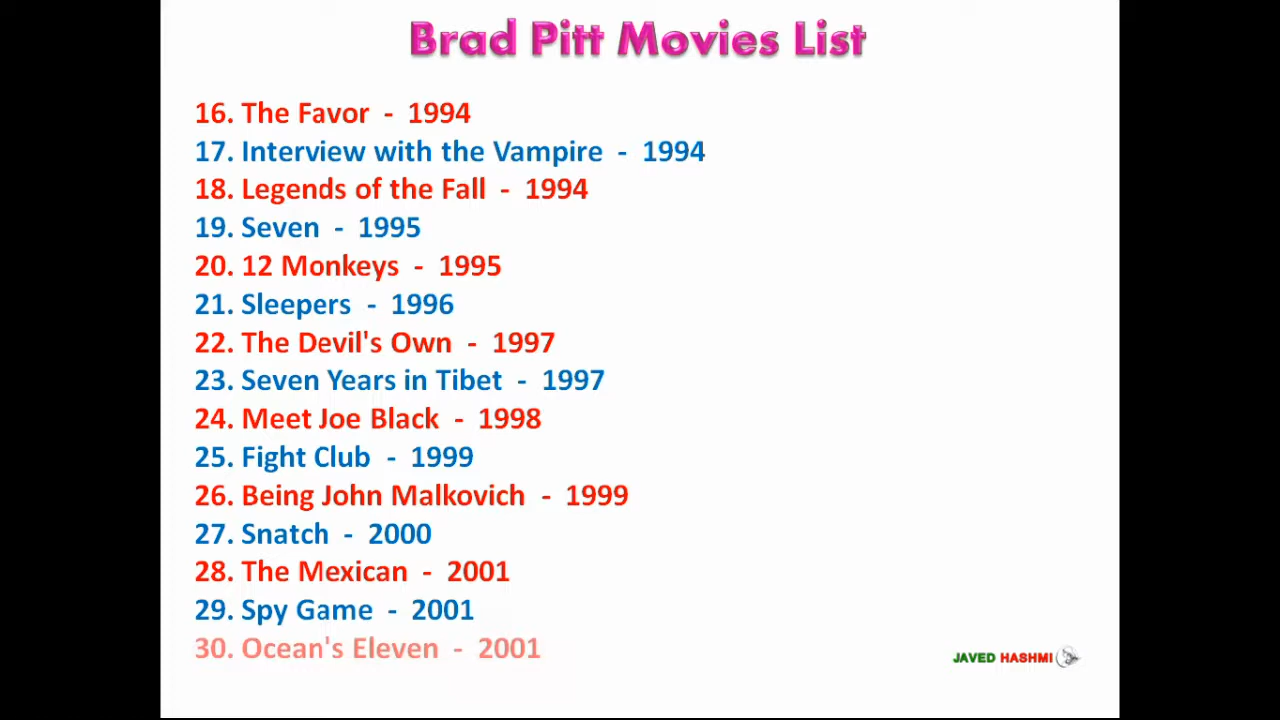 Brad Pitt Movies List
16. The Favor - 1994
17. Interview with the Vampire - 1994
18. Legends of the Fall - 1994
19. Seven - 1995
20. 12 Monkeys - 1995
21. Sleepers - 1996
22. The Devil's Own - 1997
23. Seven Years in Tibet - 1997
24. Meet Joe Black - 1998
25. Fight Club - 1999
26. Being John Malkovich - 1999
27. Snatch - 2000
28. The Mexican - 2001
29. Spy Game - 2001
30. Ocean's Eleven - 2001
JAVED HASHMI